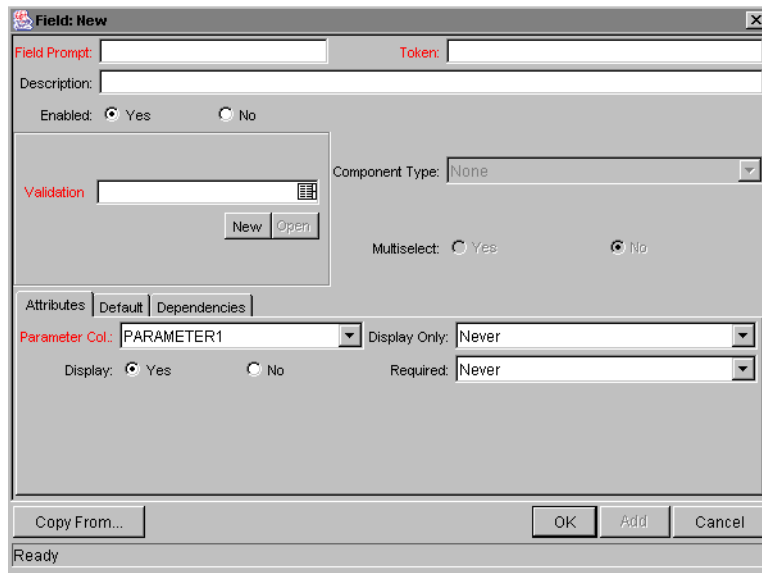 Field: New
Field Prompt: Token:
Description:
Enabled: Yes No
Component Type: None
Validation
New Open
Multiselect: Yes No
Attributes Default Dependencies
Parameter Col.: PARAMETER1 Display Only: Never
Display: Yes No Required: Never
Copy From... OK Add Cancel
Ready